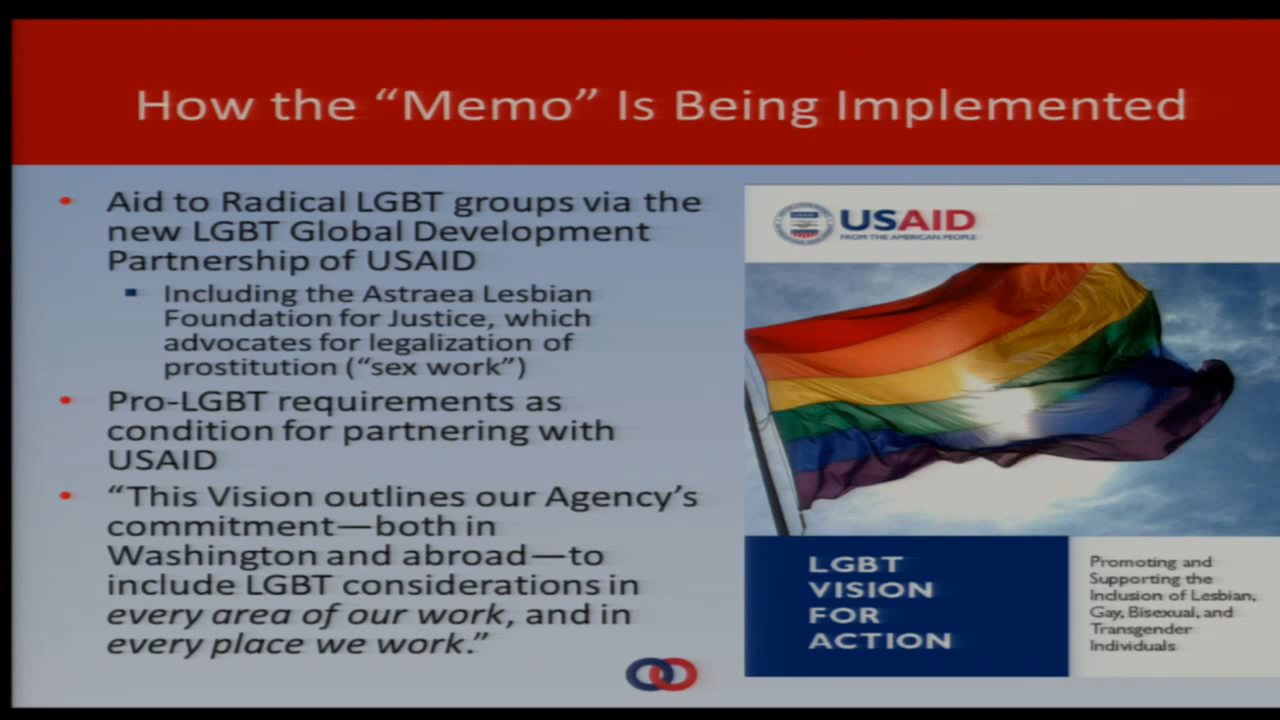 How the “Memo” Is Being Implemented
• Aid to Radical LGBT groups via the
new LGBT Global Development
Partnership of USAID
▪ Including the Astraea Lesbian
Foundation for Justice, which
advocates for legalization of
prostitution (“sex work”)
• Pro-LGBT requirements as
condition for partnering with
USAID
• “This Vision outlines our Agency’s
commitment—both in
Washington and abroad—to
include LGBT considerations in
every area of our work, and in
every place we work.”
USAID
FROM THE AMERICAN PEOPLE
LGBT
VISION
FOR
ACTION
Promoting and
Supporting the
Inclusion of Lesbian,
Gay, Bisexual, and
Transgender
Individuals